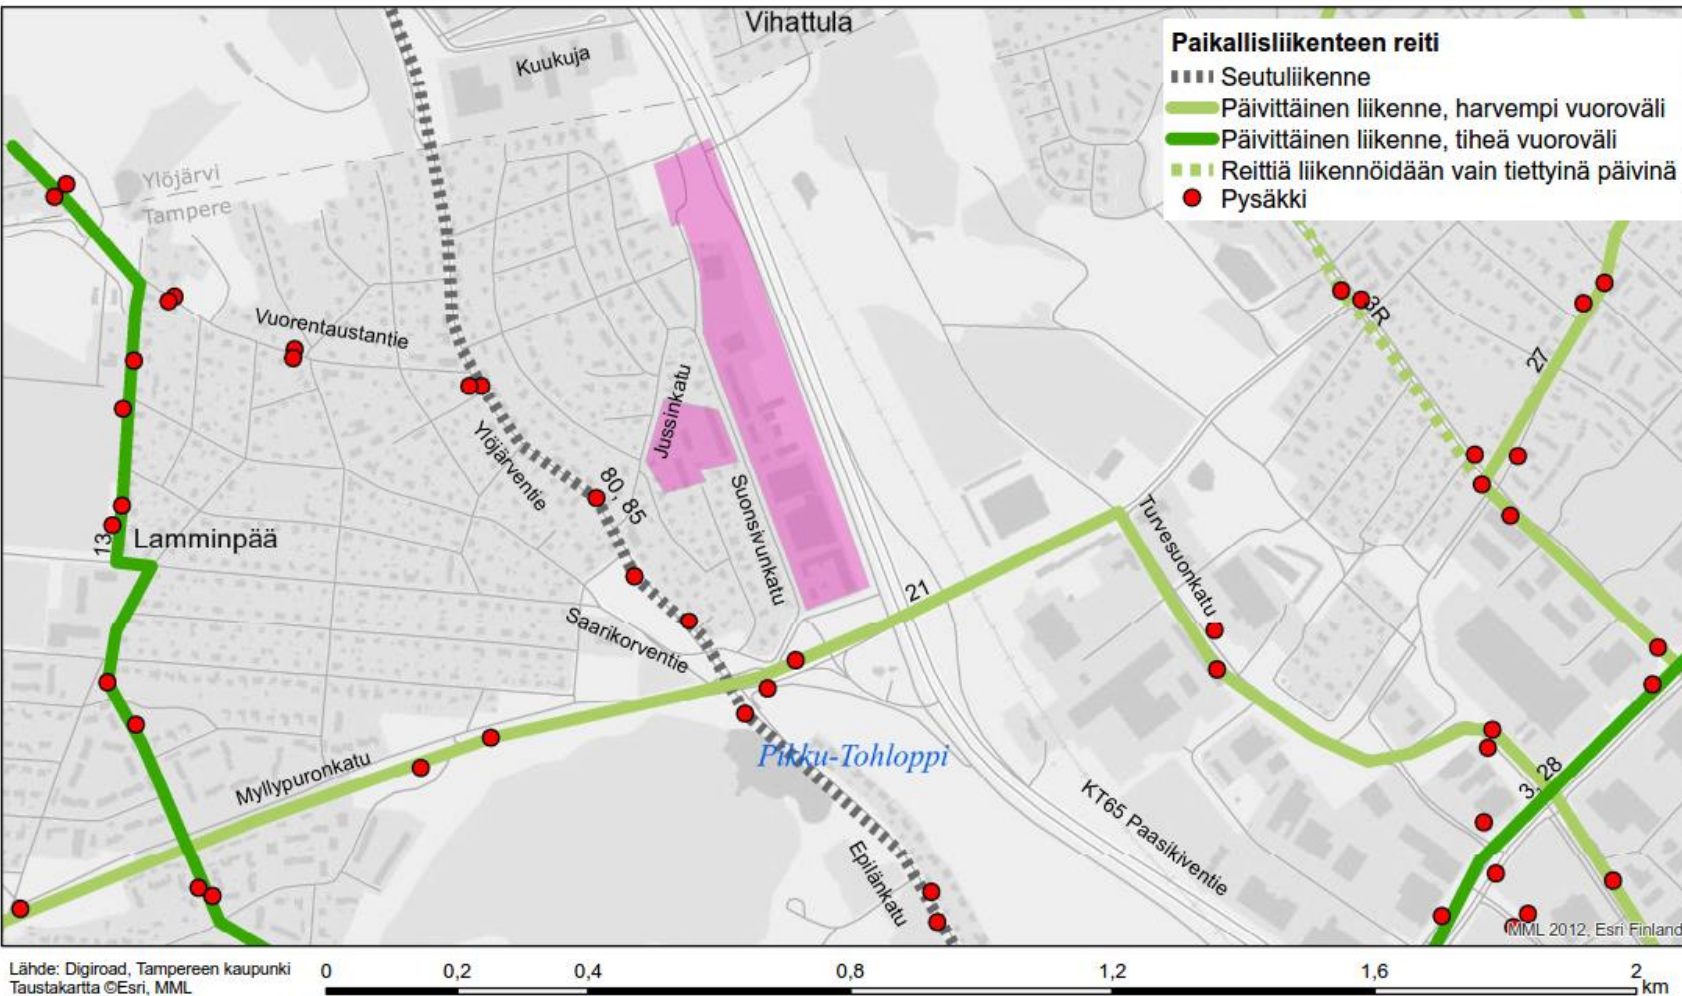 Vihattula
Kuukuja
Paikallisliikenteen reiti
Seutuliikenne
Päivittäinen liikenne, harvempi vuoroväli
Päivittäinen liikenne, tiheä vuoroväli
Reittiä liikennöidään vain tiettyinä päivinä
Pysäkki
Ylöjärvi
Tampere
Vuorentaustantie
3R
27
Jussinkatu
Ylöjärventie
80, 85
Suonsivunkatu
Turvesuonkatu
13
Lamminpää
21
Saarikorventie
Pikku-Tohloppi
Myllypuronkatu
3, 28
KT65 Paasikiventie
Epilänkatu
MML 2012, Esri Finland
Lähde: Digiroad, Tampereen kaupunki
Taustakartta ©Esri, MML
0 0,2 0,4 0,8 1,2 1,6 2
km